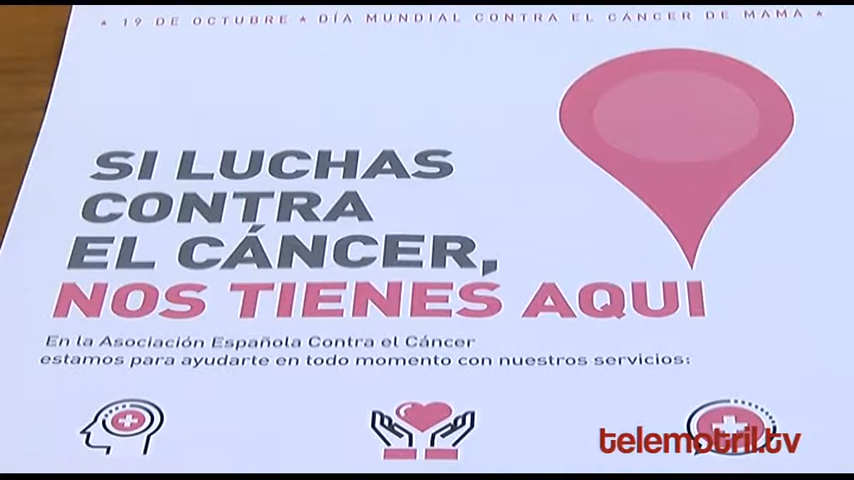 ★ 19 DE OCTUBRE ★ DÍA MUNDIAL CONTRA EL CÁNCER DE MAMA ★
SI LUCHAS
CONTRA
EL CÁNCER,
NOS TIENES AQUI
En la Asociación Española Contra el Cáncer
estamos para ayudarte en todo momento con nuestros servicios:
telemotril.tv